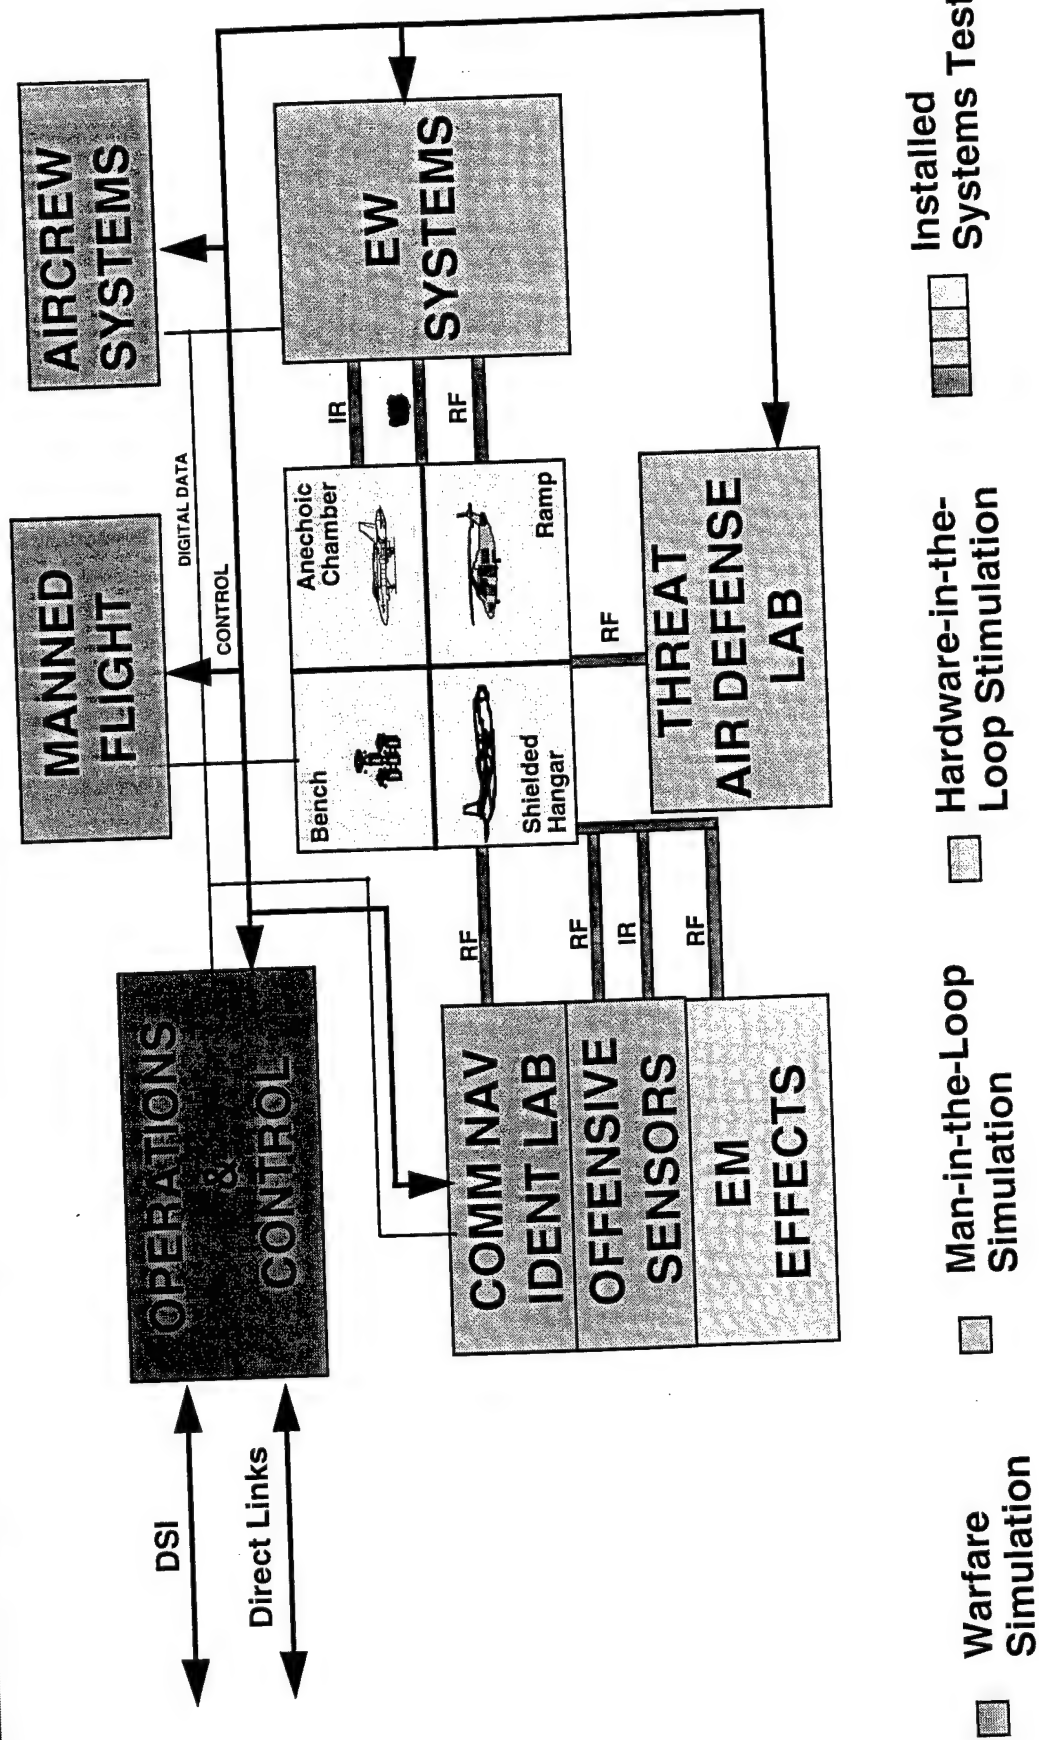 DSI
Direct Links
OPERATIONS
&
CONTROL
MANNED
FLIGHT
AIRCREW
SYSTEMS
DIGITAL DATA
CONTROL
Bench
Anechoic
Chamber
Shielded
Hangar
Ramp
IR
RF
EW
SYSTEMS
RF
RF
IR
RF
RF
COMM NAV
IDENT LAB
OFFENSIVE
SENSORS
EM
EFFECTS
THREAT
AIR DEFENSE
LAB
Warfare
Simulation
Man-in-the-Loop
Simulation
Hardware-in-the-
Loop Stimulation
Installed
Systems Test